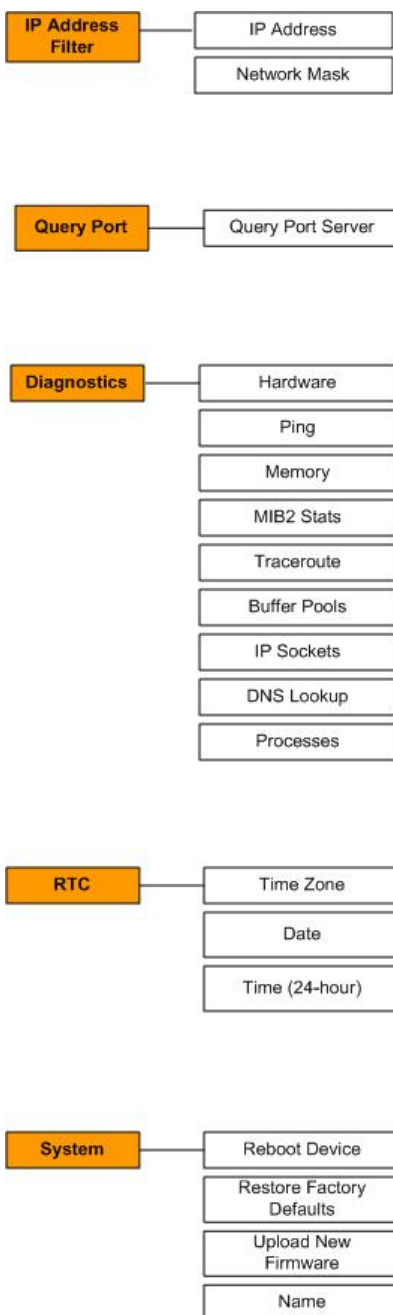 IP Address
Filter
IP Address
Network Mask
Query Port
Query Port Server
Diagnostics
Hardware
Ping
Memory
MIB2 Stats
Traceroute
Buffer Pools
IP Sockets
DNS Lookup
Processes
RTC
Time Zone
Date
Time (24-hour)
System
Reboot Device
Restore Factory
Defaults
Upload New
Firmware
Name